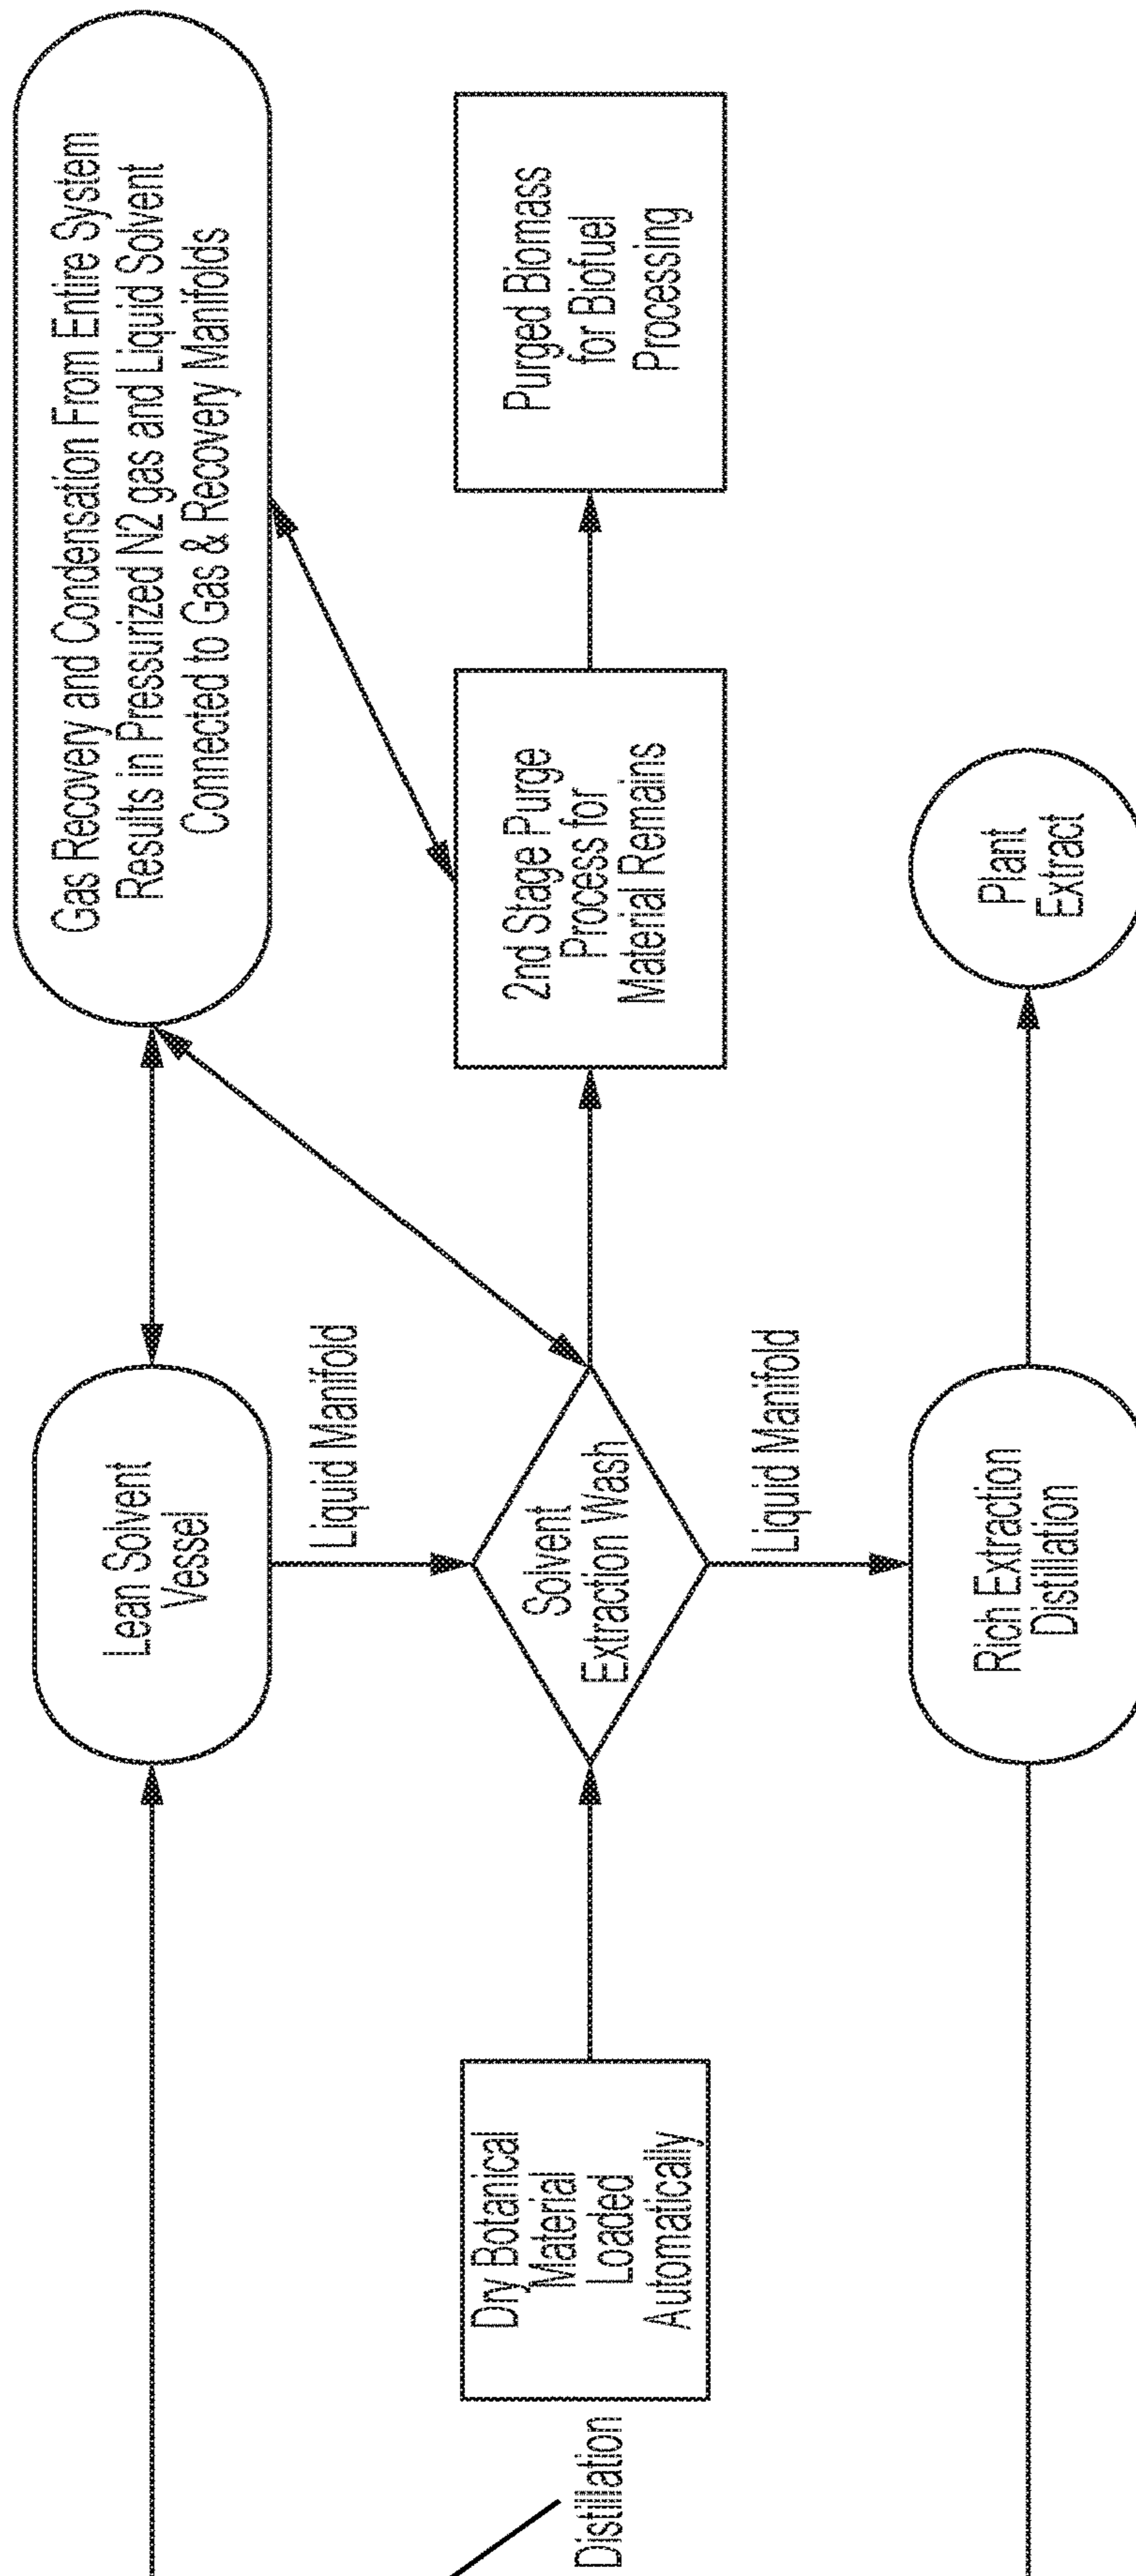 Gas Recovery and Condensation From Entire System
Results in Pressurized N2 gas and Liquid Solvent
Connected to Gas & Recovery Manifolds
Lean Solvent
Vessel
Liquid Manifold
Purged Biomass
for Biofuel
Processing
2nd Stage Purge
Process for
Material Remains
Solvent
Extraction Wash
Dry Botanical
Material
Loaded
Automatically
Distillation
Liquid Manifold
Plant
Extract
Rich Extraction
Distillation